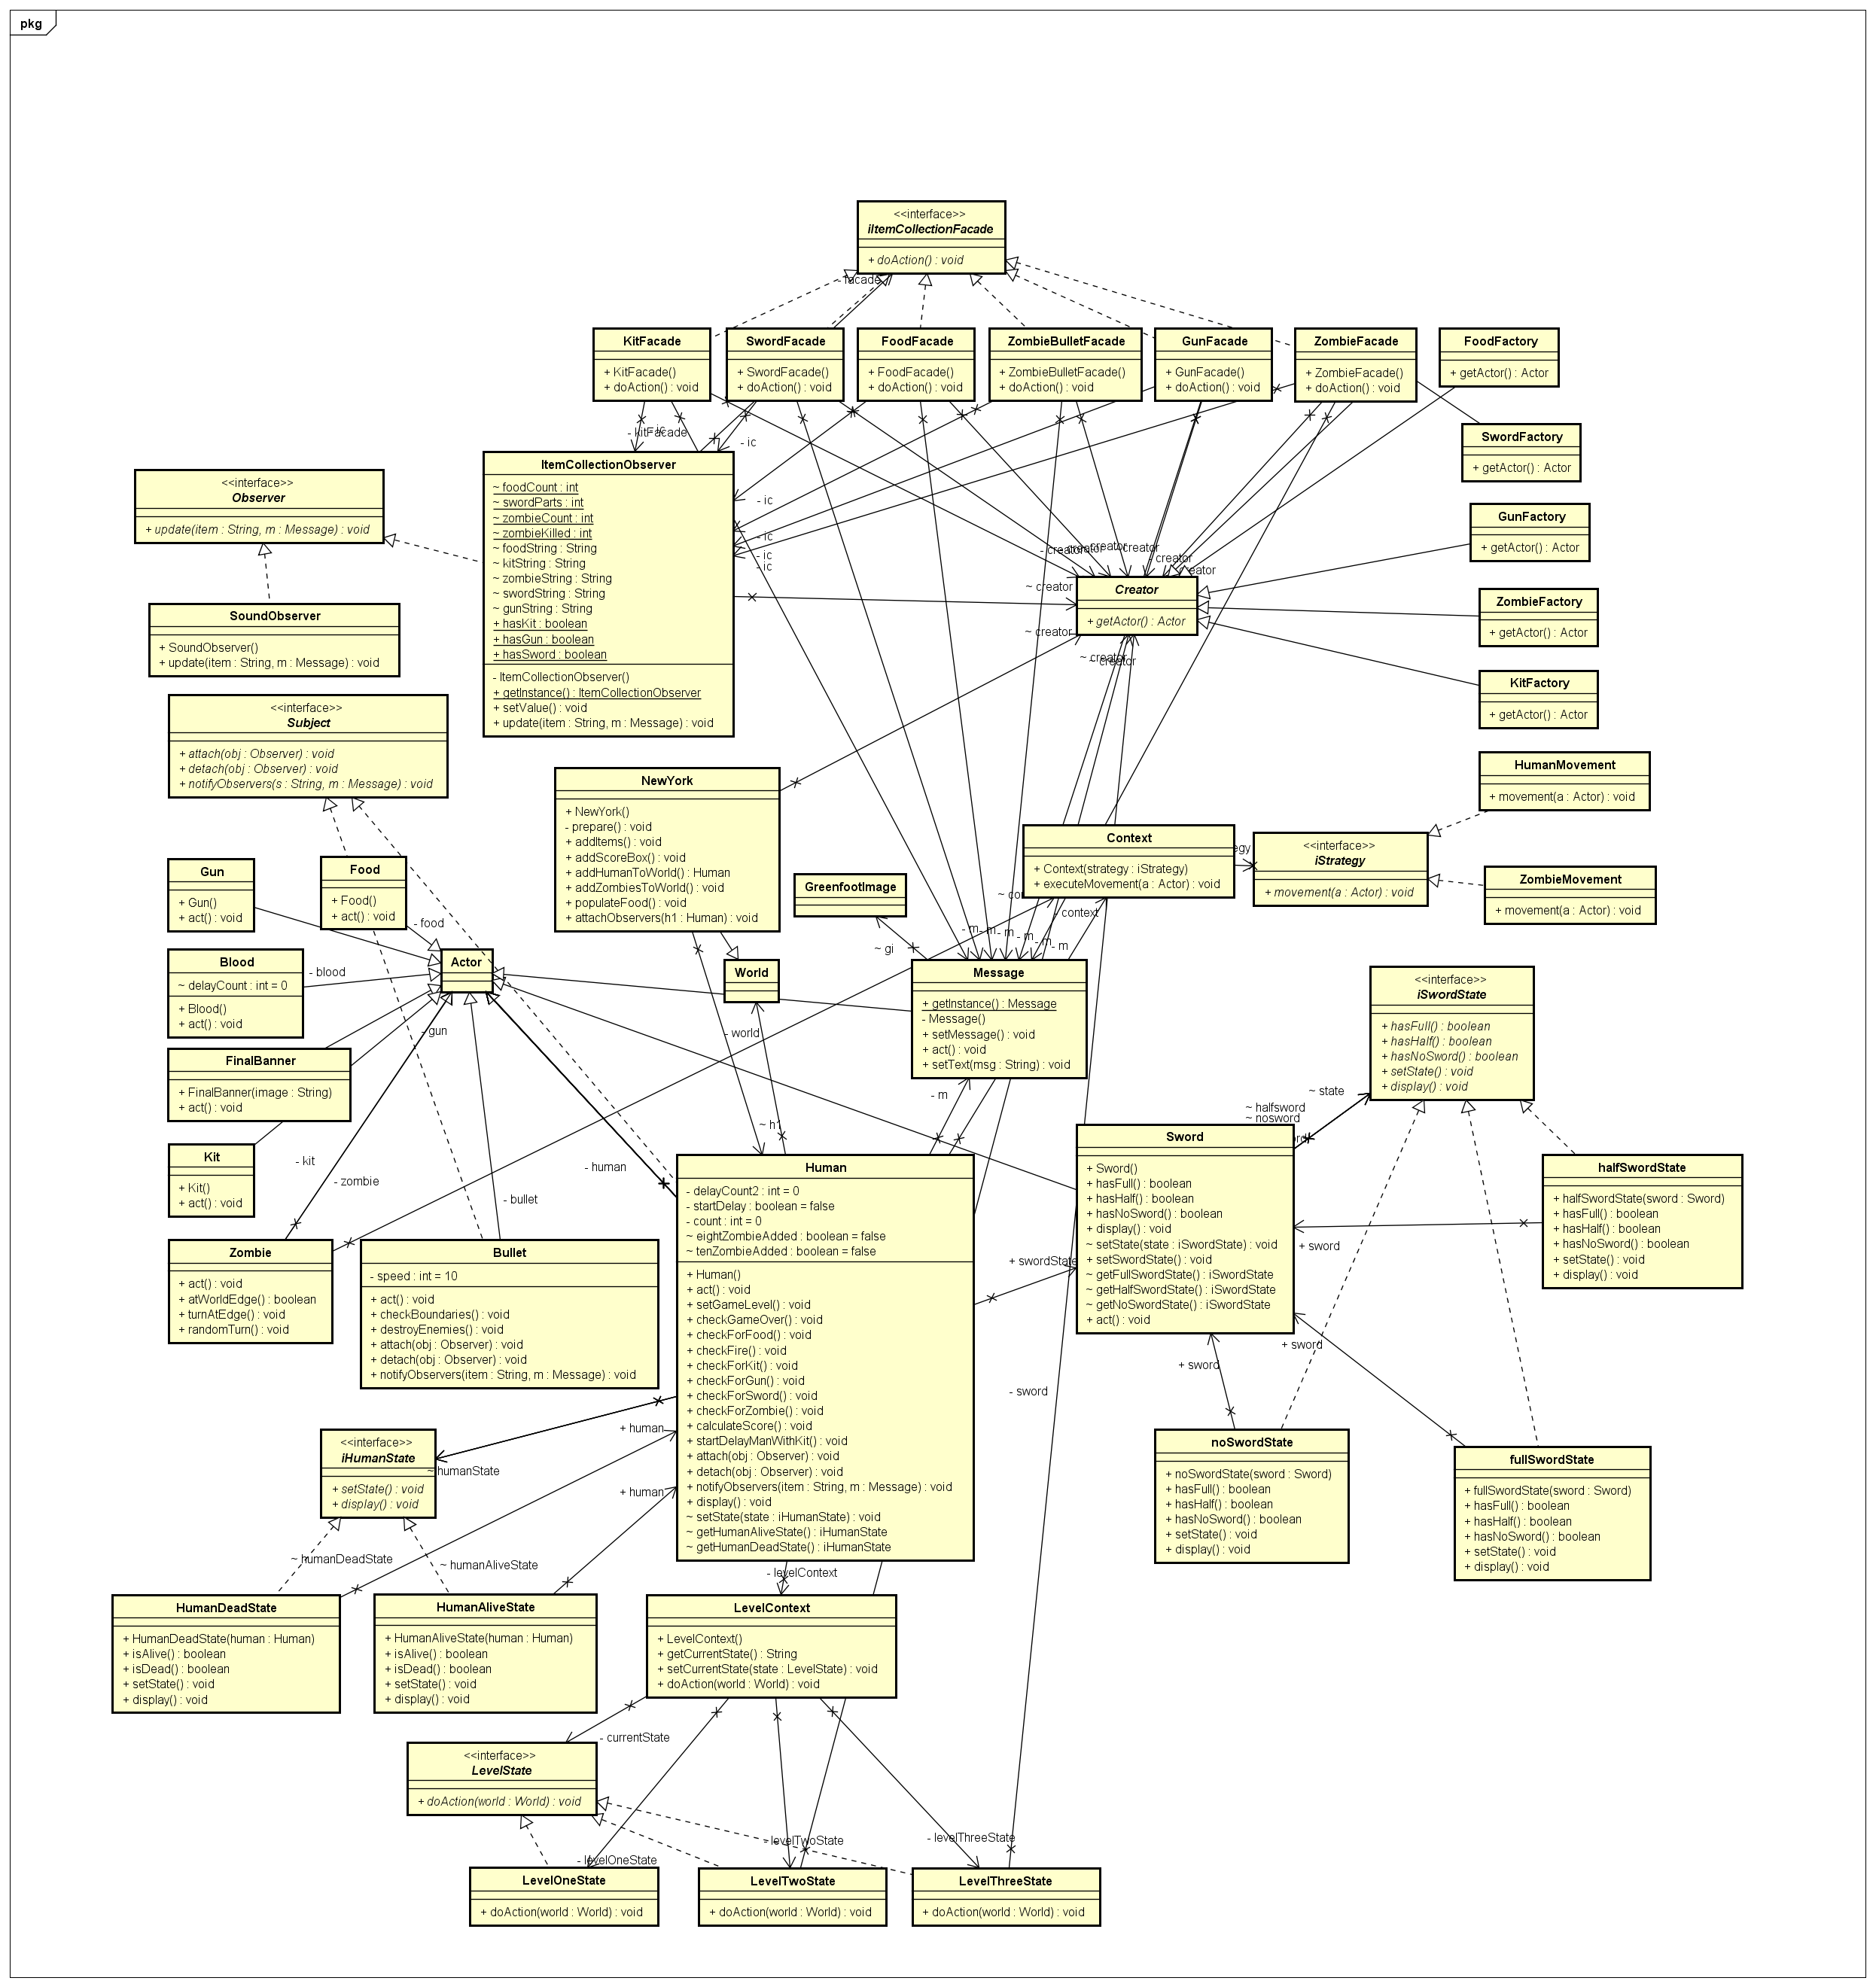 pkg
<<interface>>
iItemCollectionFacade
+ doAction() : void
- facade
KitFacade
+ KitFacade()
+ doAction() : void
SwordFacade
+ SwordFacade()
+ doAction() : void
FoodFacade
+ FoodFacade()
+ doAction() : void
ZombieBulletFacade
+ ZombieBulletFacade()
+ doAction() : void
GunFacade
+ GunFacade()
+ doAction() : void
ZombieFacade
+ ZombieFacade()
+ doAction() : void
FoodFactory
+ getActor() : Actor
SwordFactory
+ getActor() : Actor
- kitFacade
- ic
- ic
- ic
- ic
- ic
- ic
ItemCollectionObserver
~ foodCount : int
~ swordParts : int
~ zombieCount : int
~ zombieKilled : int
~ foodString : String
~ kitString : String
~ zombieString : String
~ swordString : String
~ gunString : String
+ hasKit : boolean
+ hasGun : boolean
+ hasSword : boolean
- ItemCollectionObserver()
+ getInstance() : ItemCollectionObserver
+ setValue() : void
+ update(item : String, m : Message) : void
<<interface>>
Observer
+ update(item : String, m : Message) : void
SoundObserver
+ SoundObserver()
+ update(item : String, m : Message) : void
GunFactory
+ getActor() : Actor
- creator
- creator
- creator
- creator
~ creator
~ creator
~ creator
~ creator
Creator
+ getActor() : Actor
ZombieFactory
+ getActor() : Actor
KitFactory
+ getActor() : Actor
<<interface>>
Subject
+ attach(obj : Observer) : void
+ detach(obj : Observer) : void
+ notifyObservers(s : String, m : Message) : void
NewYork
+ NewYork()
- prepare() : void
+ addItems() : void
+ addScoreBox() : void
+ addHumanToWorld() : Human
+ addZombiesToWorld() : void
+ populateFood() : void
+ attachObservers(h1 : Human) : void
HumanMovement
+ movement(a : Actor) : void
Context
+ Context(strategy : iStrategy)
+ executeMovement(a : Actor) : void
<<interface>>
iStrategy
+ movement(a : Actor) : void
ZombieMovement
+ movement(a : Actor) : void
Gun
+ Gun()
+ act() : void
Food
+ Food()
+ act() : void
- food
GreenfootImage
~ gi
- context
- m
- m
- m
- m
- m
- m
Blood
~ delayCount : int = 0
+ Blood()
+ act() : void
- blood
Actor
World
- world
Message
+ getInstance() : Message
- Message()
+ setMessage() : void
+ act() : void
+ setText(msg : String) : void
- m
<<interface>>
iSwordState
+ hasFull() : boolean
+ hasHalf() : boolean
+ hasNoSword() : boolean
+ setState() : void
+ display() : void
~ state
~ halfsword
~ nosword
- gun
FinalBanner
+ FinalBanner(image : String)
+ act() : void
Kit
+ Kit()
+ act() : void
- kit
- zombie
- bullet
- human
~ h1
Zombie
+ act() : void
+ atWorldEdge() : boolean
+ turnAtEdge() : void
+ randomTurn() : void
Bullet
- speed : int = 10
+ act() : void
+ checkBoundaries() : void
+ destroyEnemies() : void
+ attach(obj : Observer) : void
+ detach(obj : Observer) : void
+ notifyObservers(item : String, m : Message) : void
Human
- delayCount2 : int = 0
- startDelay : boolean = false
- count : int = 0
~ eightZombieAdded : boolean = false
~ tenZombieAdded : boolean = false
+ Human()
+ act() : void
+ setGameLevel() : void
+ checkGameOver() : void
+ checkForFood() : void
+ checkFire() : void
+ checkForKit() : void
+ checkForGun() : void
+ checkForSword() : void
+ checkForZombie() : void
+ calculateScore() : void
+ startDelayManWithKit() : void
+ attach(obj : Observer) : void
+ detach(obj : Observer) : void
+ notifyObservers(item : String, m : Message) : void
+ display() : void
~ setState(state : iHumanState) : void
~ getHumanAliveState() : iHumanState
~ getHumanDeadState() : iHumanState
Sword
+ Sword()
+ hasFull() : boolean
+ hasHalf() : boolean
+ hasNoSword() : boolean
+ display() : void
~ setState(state : iSwordState) : void
+ setSwordState() : void
~ getFullSwordState() : iSwordState
~ getHalfSwordState() : iSwordState
~ getNoSwordState() : iSwordState
+ act() : void
+ swordState
halfSwordState
+ halfSwordState(sword : Sword)
+ hasFull() : boolean
+ hasHalf() : boolean
+ hasNoSword() : boolean
+ setState() : void
+ display() : void
+ sword
+ sword
+ sword
- sword
noSwordState
+ noSwordState(sword : Sword)
+ hasFull() : boolean
+ hasHalf() : boolean
+ hasNoSword() : boolean
+ setState() : void
+ display() : void
fullSwordState
+ fullSwordState(sword : Sword)
+ hasFull() : boolean
+ hasHalf() : boolean
+ hasNoSword() : boolean
+ setState() : void
+ display() : void
<<interface>>
iHumanState
+ setState() : void
+ display() : void
+ human
~ humanState
+ human
~ humanDeadState
~ humanAliveState
- levelContext
HumanDeadState
+ HumanDeadState(human : Human)
+ isAlive() : boolean
+ isDead() : boolean
+ setState() : void
+ display() : void
HumanAliveState
+ HumanAliveState(human : Human)
+ isAlive() : boolean
+ isDead() : boolean
+ setState() : void
+ display() : void
LevelContext
+ LevelContext()
+ getCurrentState() : String
+ setCurrentState(state : LevelState) : void
+ doAction(world : World) : void
- currentState
<<interface>>
LevelState
+ doAction(world : World) : void
- levelOneState
- levelTwoState
- levelThreeState
LevelOneState
+ doAction(world : World) : void
LevelTwoState
+ doAction(world : World) : void
LevelThreeState
+ doAction(world : World) : void